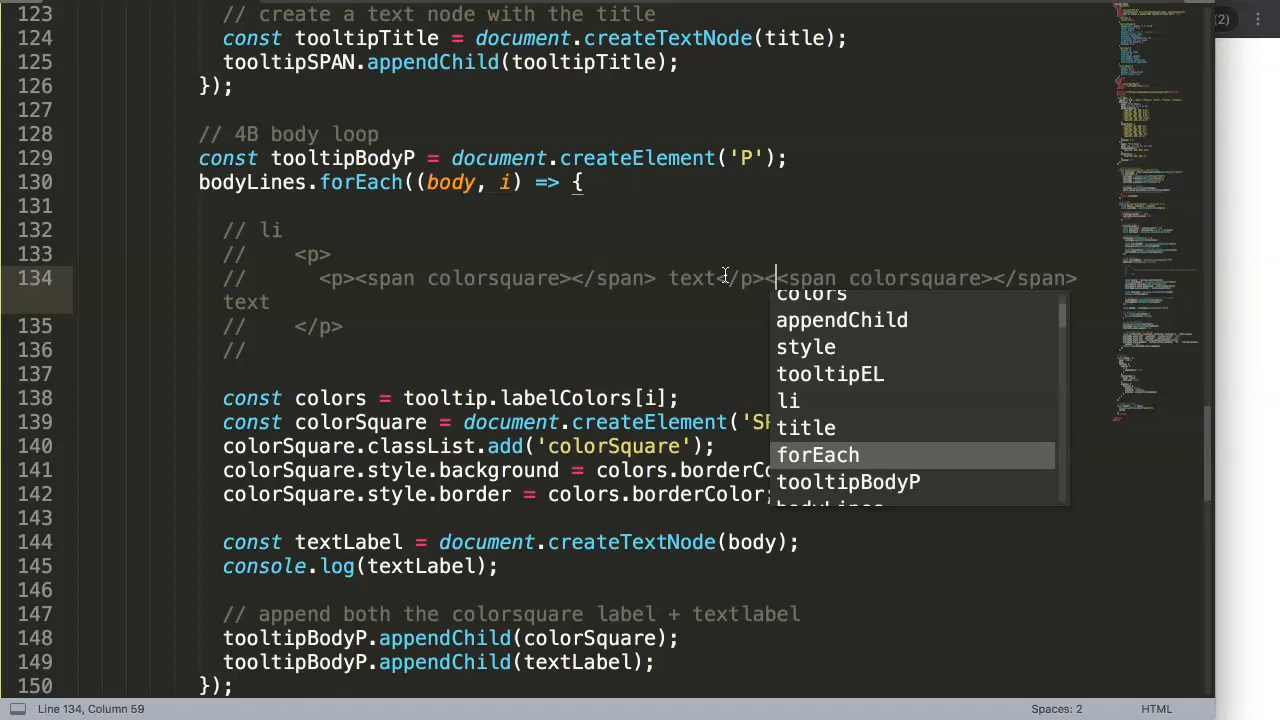 123 // create a text node with the title
124 const tooltipTitle = document.createTextNode(title);
125 tooltipSPAN.appendChild(tooltipTitle);
126 });
127
128 // 4B body loop
129 const tooltipBodyP = document.createElement('P');
130 bodyLines.forEach((body, i) => {
131
132 // li
133 // <p>
134 // <p><span colorsquare></span> text</p><<span colorsquare></span>
text
135 // </p>
136 //
137
138 const colors = tooltip.labelColors[i];
139 const colorSquare = document.createElement('
140 colorSquare.classList.add('colorSquare');
141 colorSquare.style.background = colors.
142 colorSquare.style.border = colors.borderColor;
143
144 const textLabel = document.createTextNode(body);
145 console.log(textLabel);
146
147 // append both the colorsquare label + textlabel
148 tooltipBodyP.appendChild(colorSquare);
149 tooltipBodyP.appendChild(textLabel);
150 });
colors
appendChild
style
tooltipEL
li
title
forEach
tooltipBodyP
bodyLines
(2)
Line 134, Column 59
Spaces: 2
HTML